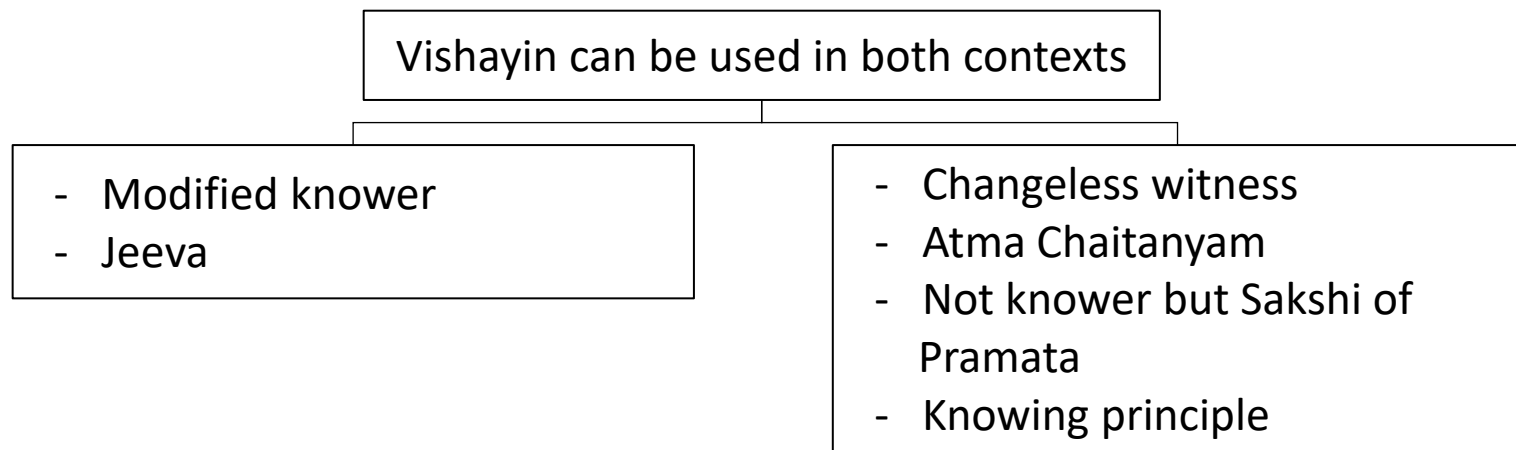 Vishayin can be used in both contexts
- Modified knower
- Jeeva
- Changeless witness
- Atma Chaitanyam
- Not knower but Sakshi of
Pramata
- Knowing principle